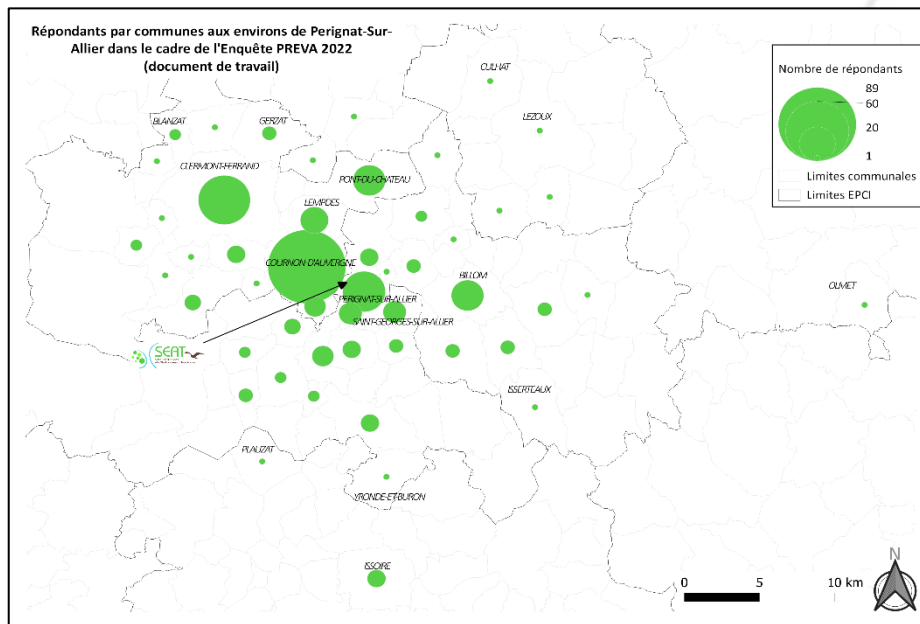 Répondants par communes aux environs de Perignat-Sur-
Allier dans le cadre de l'Enquête PREVA 2022
(document de travail)
Nombre de répondants
89
60
20
1
Limites communales
Limites EPCI
CULHAT
LEZOUX
BLANZAT
GERZAT
CLERMONT-FERRAND
PONT-DU-CHATEAU
LEMPDES
COURNON-D'AUVERGNE
BILLOM
OLMET
PERIGNAT-SUR-ALLIER
SAINT-GEORGES-SUR-ALLIER
SEAT
ISSERTEAUX
PLAUZAT
YRONDE-ET-BURON
ISSOIRE
N
0 5 10 km